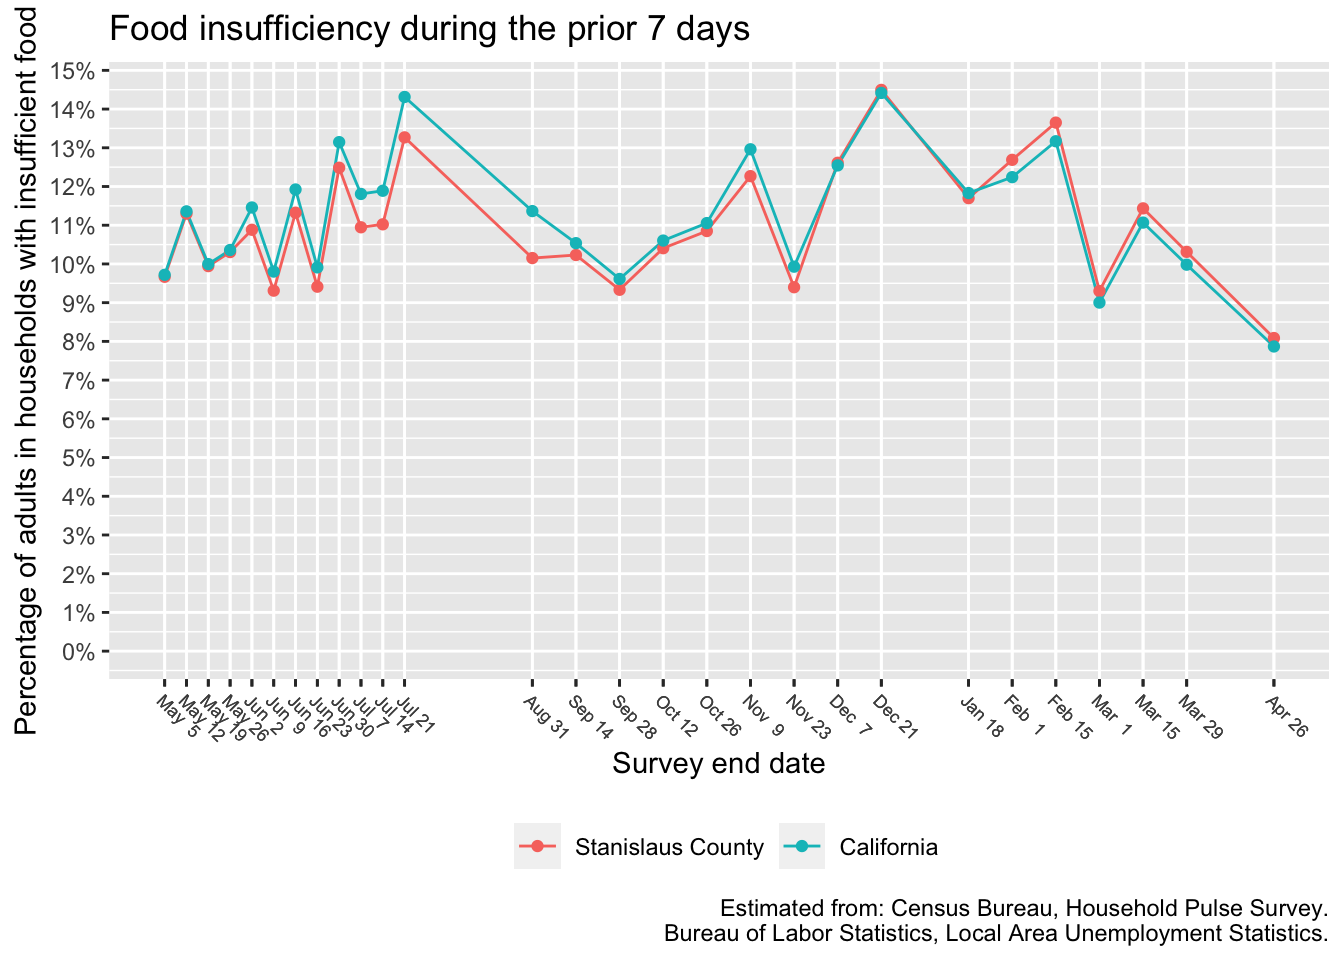 Food insufficiency during the prior 7 days
Percentage of adults in households with insufficient food
15%
14%
13%
12%
11%
10%
9%
8%
7%
6%
5%
4%
3%
2%
1%
0%
May 5
May 12
May 19
May 26
Jun 2
Jun 9
Jun 16
Jun 23
Jun 30
Jul 7
Jul 14
Jul 21
Aug 31
Sep 14
Sep 28
Oct 12
Oct 26
Nov 9
Nov 23
Dec 7
Dec 21
Jan 18
Feb 1
Feb 15
Mar 1
Mar 15
Mar 29
Apr 26
Survey end date
Stanislaus County
California
Estimated from: Census Bureau, Household Pulse Survey.
Bureau of Labor Statistics, Local Area Unemployment Statistics.